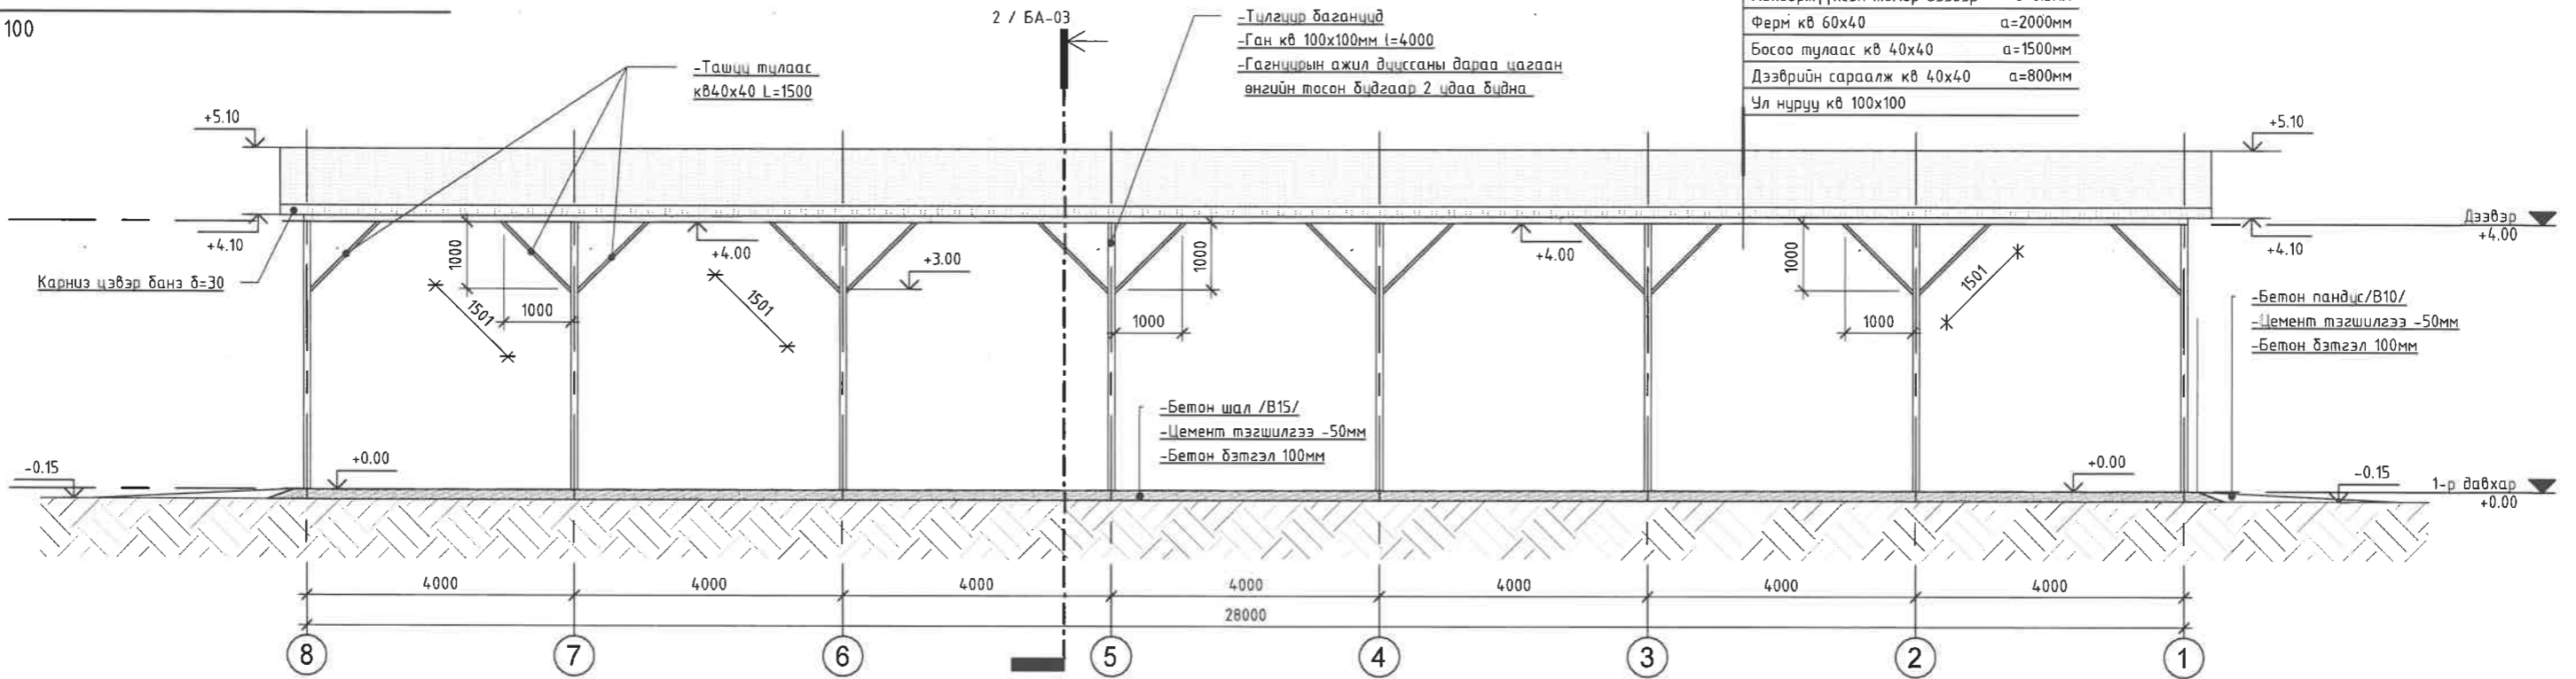 100
2 / БА-03
-Ташуу тулаас
кв40х40 L=1500
-Тулгуур баганууд
-Ган кв 100х100мм l=4000
-Гагнуурын ажил дууссаны дараа цагаан
өнгийн тосон будгаар 2 удаа будна
Ферм кв 60х40 a=2000мм
Босоо тулаас кв 40х40 a=1500мм
Дээврийн сараалж кв 40х40 a=800мм
Ул нуруу кв 100х100
+5.10
+5.10
+4.10
+4.00
+3.00
+4.00
+4.10
Дээвэр
+4.00
Карниз цэвэр банз δ=30
1000
1501
1000
1501
1000
1000
1000
1000
1501
-Бетон пандус/В10/
-Цемент тэгшилгээ -50мм
-Бетон бэтгэл 100мм
-Бетон шал /В15/
-Цемент тэгшилгээ -50мм
-Бетон бэтгэл 100мм
-0.15
+0.00
+0.00
-0.15
1-р давхар
+0.00
4000 4000 4000 4000 4000 4000 4000
28000
8 7 6 5 4 3 2 1